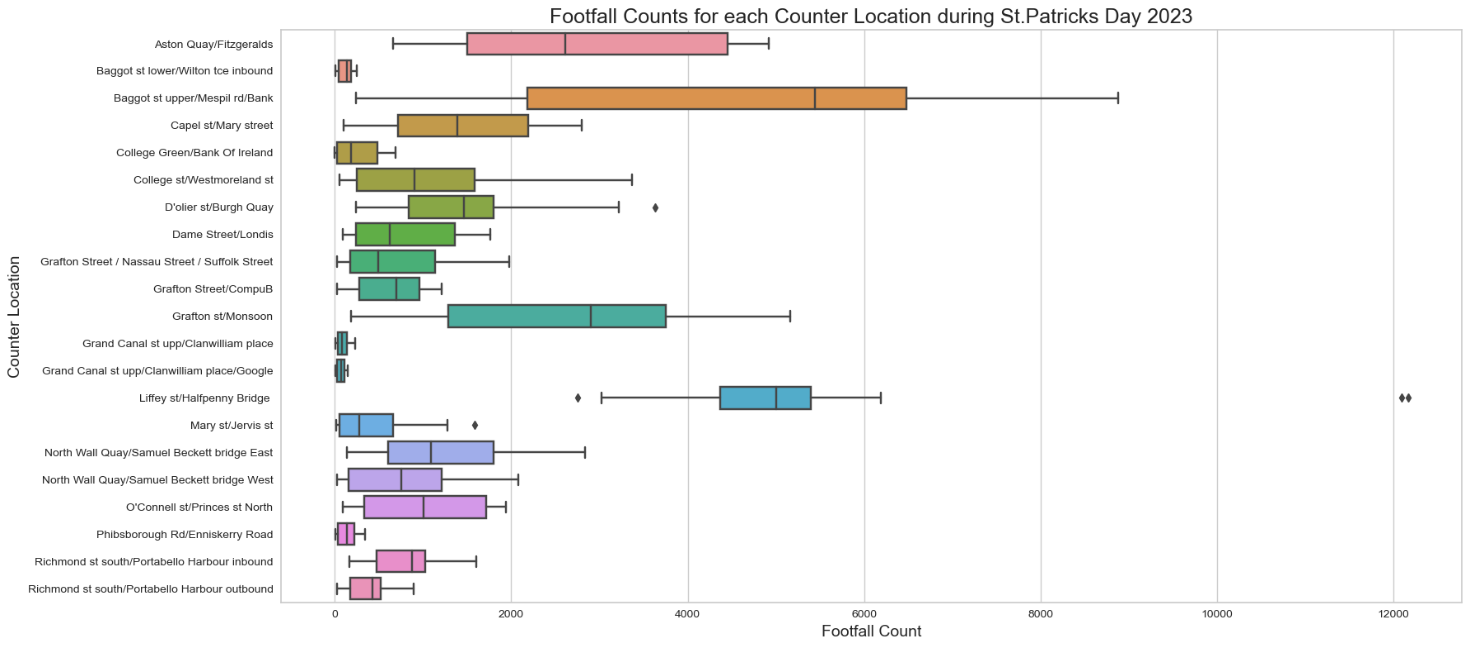 Footfall Counts for each Counter Location during St.Patricks Day 2023
Aston Quay/Fitzgeralds
Baggot st lower/Wilton tce inbound
Baggot st upper/Mespil rd/Bank
Capel st/Mary street
College Green/Bank Of Ireland
College st/Westmoreland st
D'olier st/Burgh Quay
Dame Street/Londis
Grafton Street / Nassau Street / Suffolk Street
Grafton Street/CompuB
Grafton st/Monsoon
Grand Canal st upp/Clanwilliam place
Grand Canal st upp/Clanwilliam place/Google
Liffey st/Halfpenny Bridge
Mary st/Jervis st
North Wall Quay/Samuel Beckett bridge East
North Wall Quay/Samuel Beckett bridge West
O'Connell st/Princes st North
Phibsborough Rd/Enniskerry Road
Richmond st south/Portabello Harbour inbound
Richmond st south/Portabello Harbour outbound
Counter Location
0 2000 4000 6000 8000 10000 12000
Footfall Count